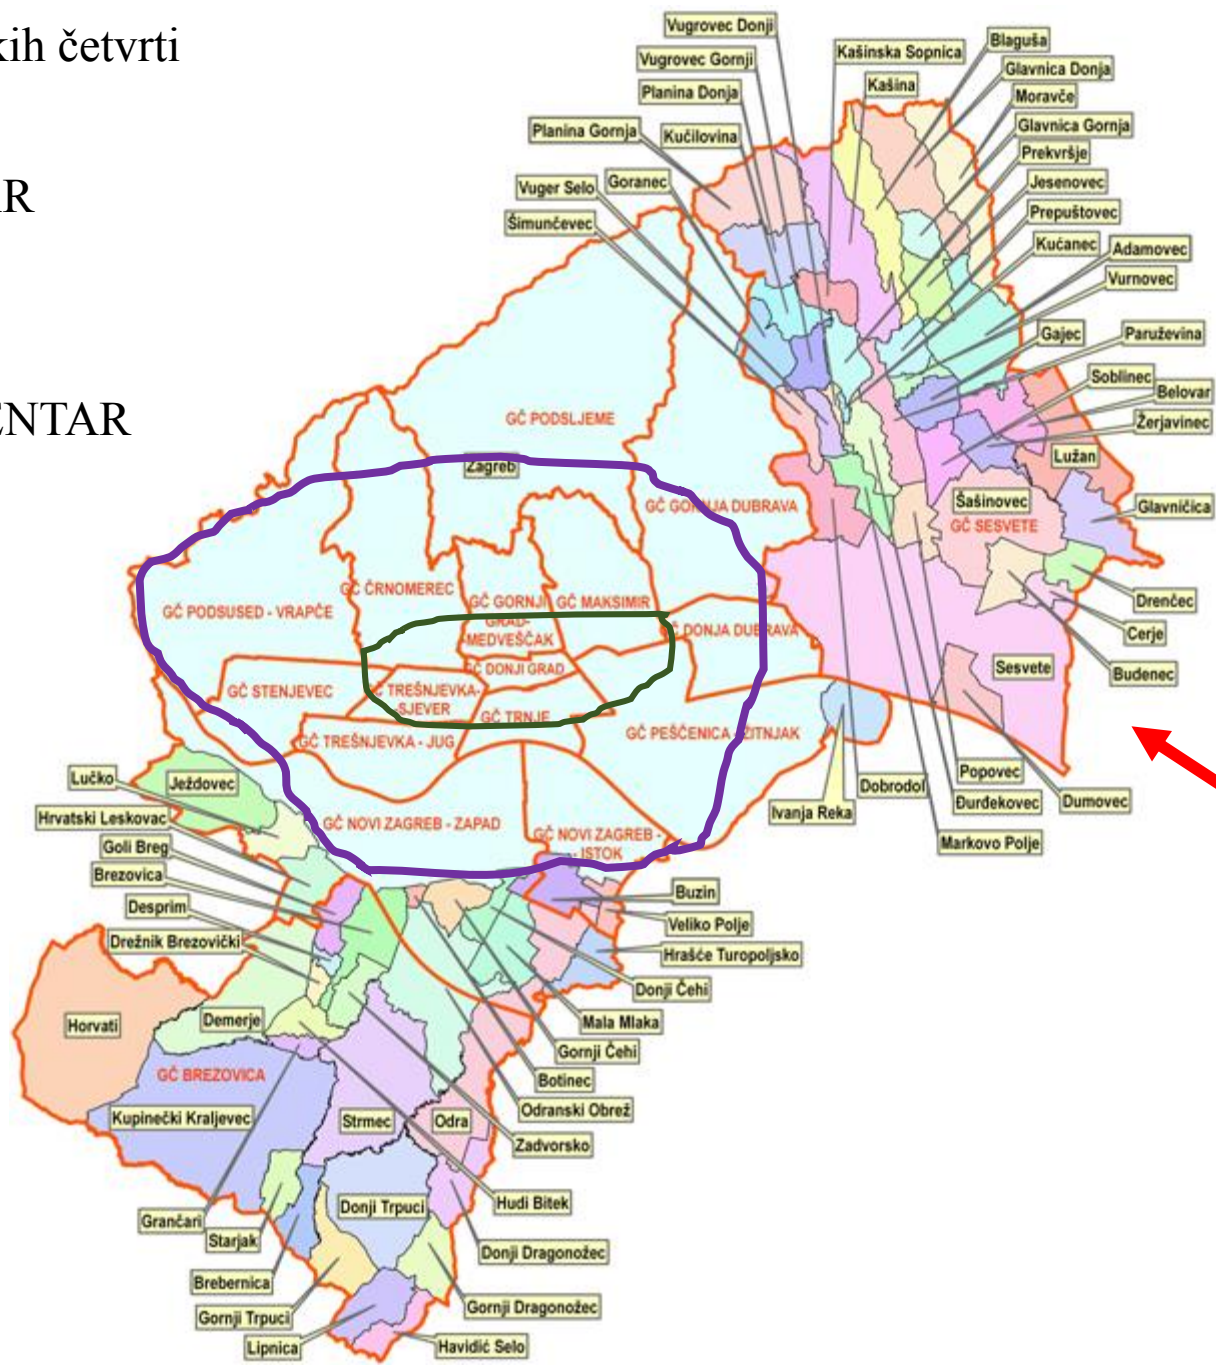 kih četvrti
R
ENTAR
Vugrovec Donji
Vugrovec Gornji
Planina Donja
Kučilovina
Planina Gornja
Goranec
Vuger Selo
Šimunčevec
Kašinska Sopnica
Kašina
Blaguša
Glavnica Donja
Moravče
Glavnica Gornja
Prekvršje
Jesenovec
Prepuštovec
Kućanec
Adamovec
Vurnovec
Gajec
Paruževina
Soblinec
Belovar
Žerjavinec
Lužan
Šašinovec
GČ SESVETE
Glavničica
Drenčec
Cerje
Budenec
Sesvete
Dumovec
Popovec
Đurđekovec
Markovo Polje
Dobrodol
Ivanja Reka
GČ PODSLJEME
Zagreb
GČ GORNJA DUBRAVA
GČ ČRNOMEREC
GČ GORNJI
GRAD-
-MEDVEŠČAK
GČ MAKSIMIR
GČ PODSUSED - VRAPČE
GČ DONJA DUBRAVA
GČ DONJI GRAD
GČ STENJEVEC
GČ TREŠNJEVKA-
-SJEVER
GČ TRNJE
GČ TREŠNJEVKA - JUG
GČ PEŠČENICA - ŽITNJAK
GČ NOVI ZAGREB - ZAPAD
GČ NOVI ZAGREB -
- ISTOK
Lučko
Ježdovec
Hrvatski Leskovac
Goli Breg
Brezovica
Desprim
Drežnik Brezovički
Horvati
Demerje
GČ BREZOVICA
Kupinečki Kraljevec
Strmec
Odra
Buzin
Veliko Polje
Hrašće Turopoljsko
Donji Čehi
Mala Mlaka
Gornji Čehi
Botinec
Odranski Obrež
Zadvorsko
Hudi Bitek
Donji Trpuci
Grančari
Starjak
Brebernica
Gornji Trpuci
Lipnica
Donji Dragonožec
Gornji Dragonožec
Havidić Selo